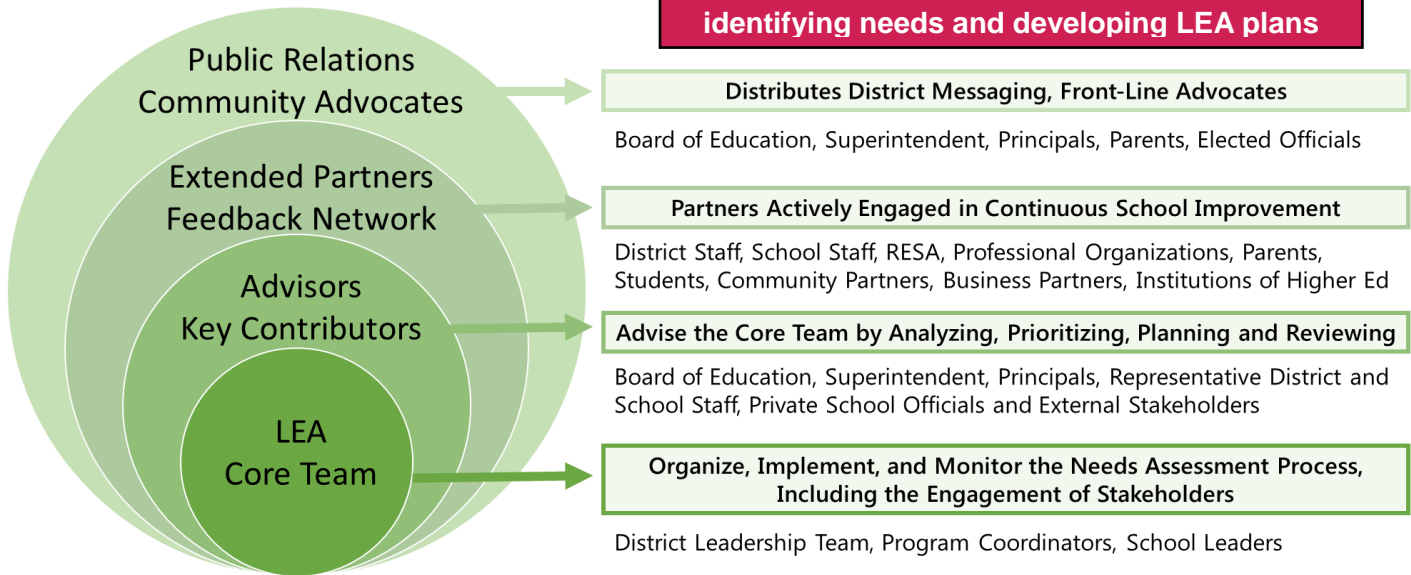 identifying needs and developing LEA plans
Public Relations
Community Advocates
Distributes District Messaging, Front-Line Advocates
Board of Education, Superintendent, Principals, Parents, Elected Officials
Extended Partners
Feedback Network
Partners Actively Engaged in Continuous School Improvement
District Staff, School Staff, RESA, Professional Organizations, Parents,
Students, Community Partners, Business Partners, Institutions of Higher Ed
Advisors
Key Contributors
Advise the Core Team by Analyzing, Prioritizing, Planning and Reviewing
Board of Education, Superintendent, Principals, Representative District and
School Staff, Private School Officials and External Stakeholders
LEA
Core Team
Organize, Implement, and Monitor the Needs Assessment Process,
Including the Engagement of Stakeholders
District Leadership Team, Program Coordinators, School Leaders